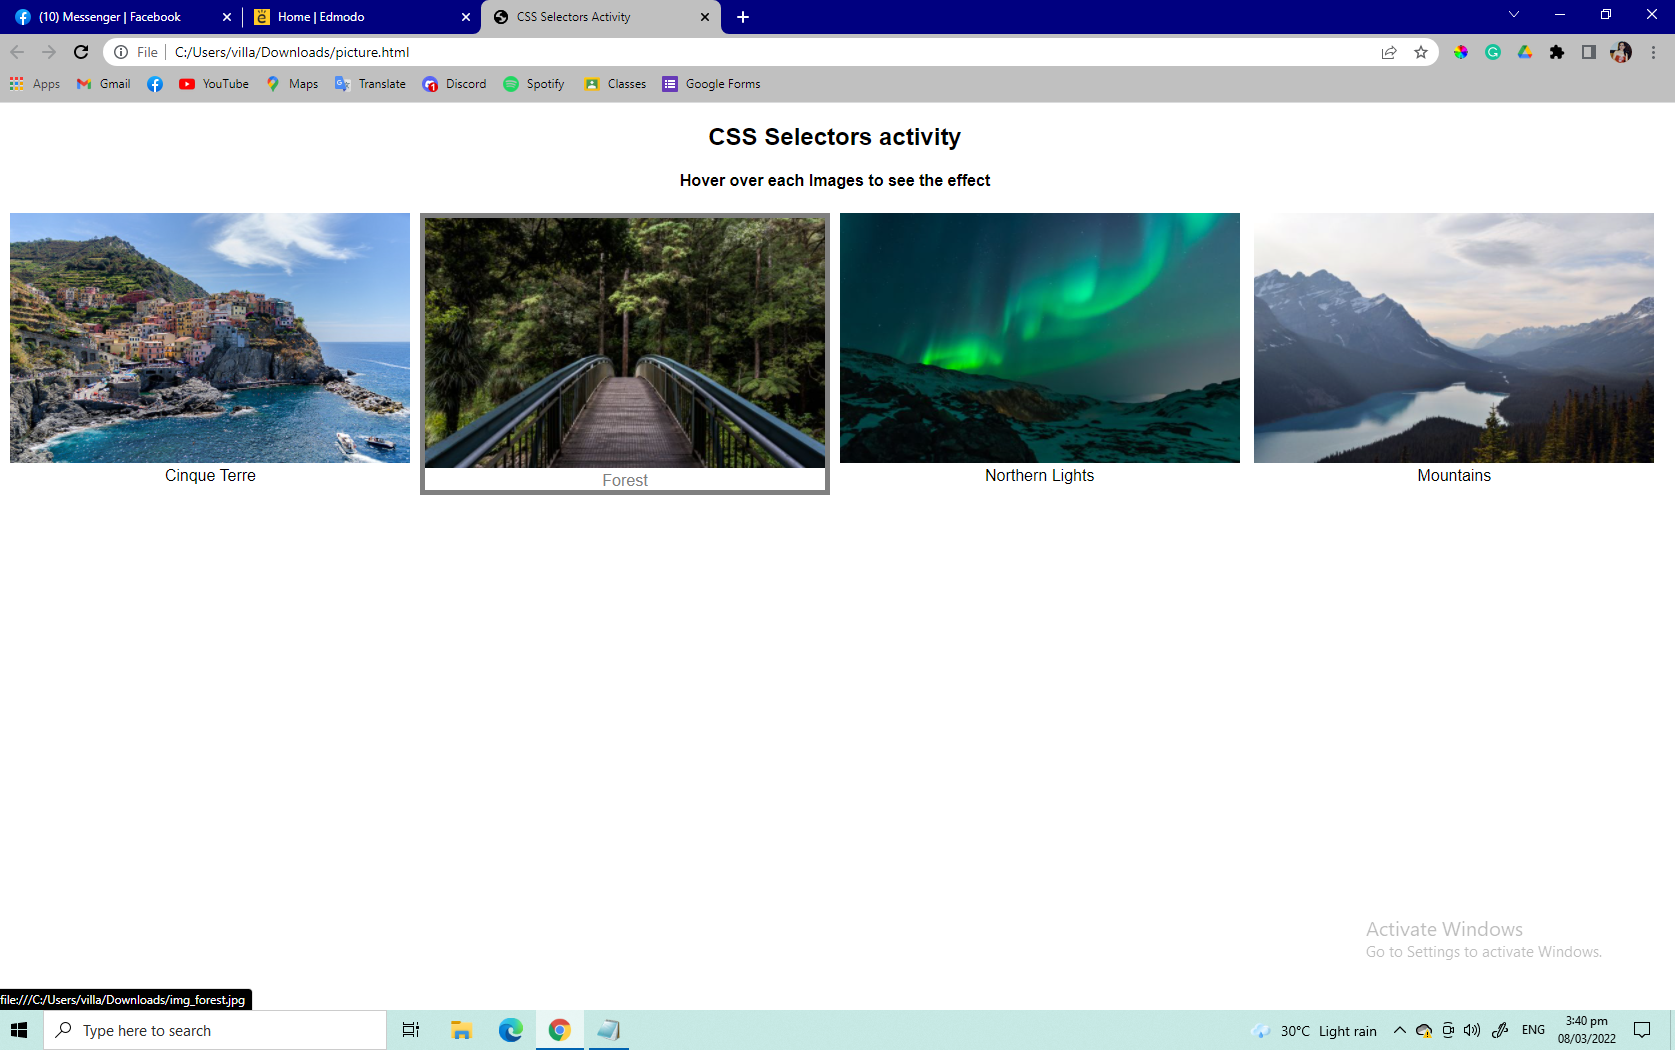 (10) Messenger | Facebook
Home | Edmodo
CSS Selectors Activity
File
C:/Users/villa/Downloads/picture.html
Apps
Gmail
YouTube
Maps
Translate
1
Discord
Spotify
Classes
Google Forms
CSS Selectors activity
Hover over each Images to see the effect
Cinque Terre
Forest
Northern Lights
Mountains
Activate Windows
Go to Settings to activate Windows.
file:///C:/Users/villa/Downloads/img_forest.jpg
Type here to search
30°C Light rain
ENG
3:40 pm
08/03/2022